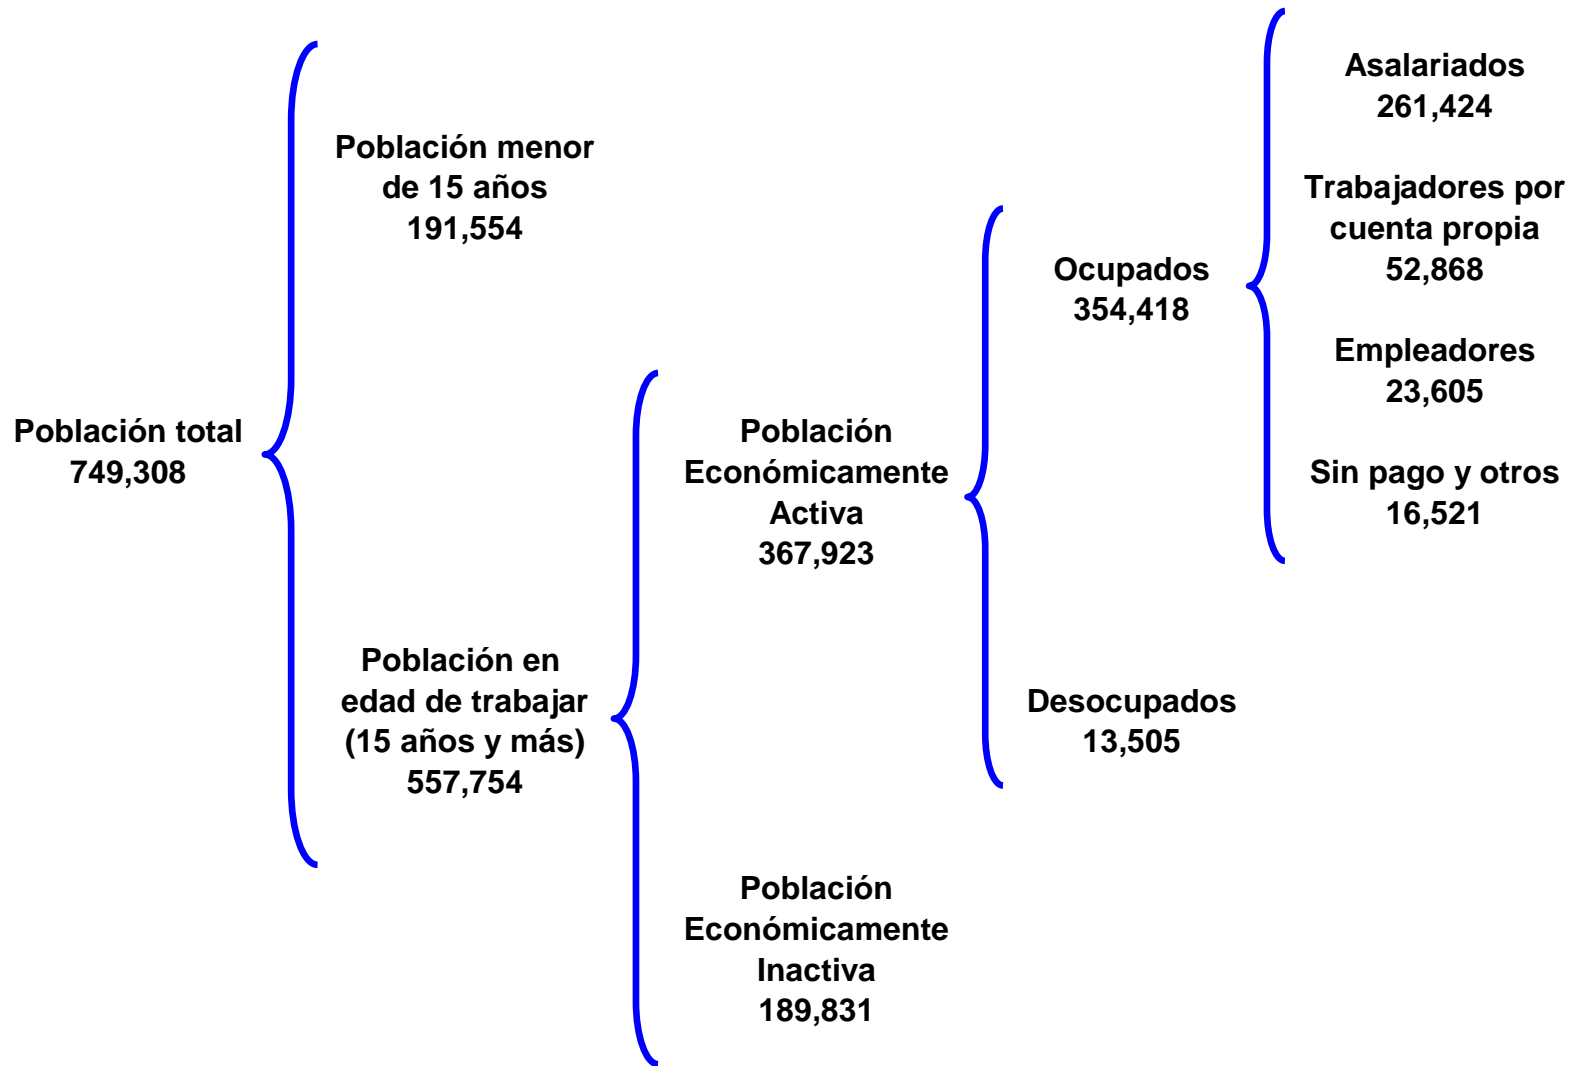 Población total
749,308
Población menor
de 15 años
191,554
Población en
edad de trabajar
(15 años y más)
557,754
Población
Económicamente
Activa
367,923
Población
Económicamente
Inactiva
189,831
Ocupados
354,418
Desocupados
13,505
Asalariados
261,424
Trabajadores por
cuenta propia
52,868
Empleadores
23,605
Sin pago y otros
16,521